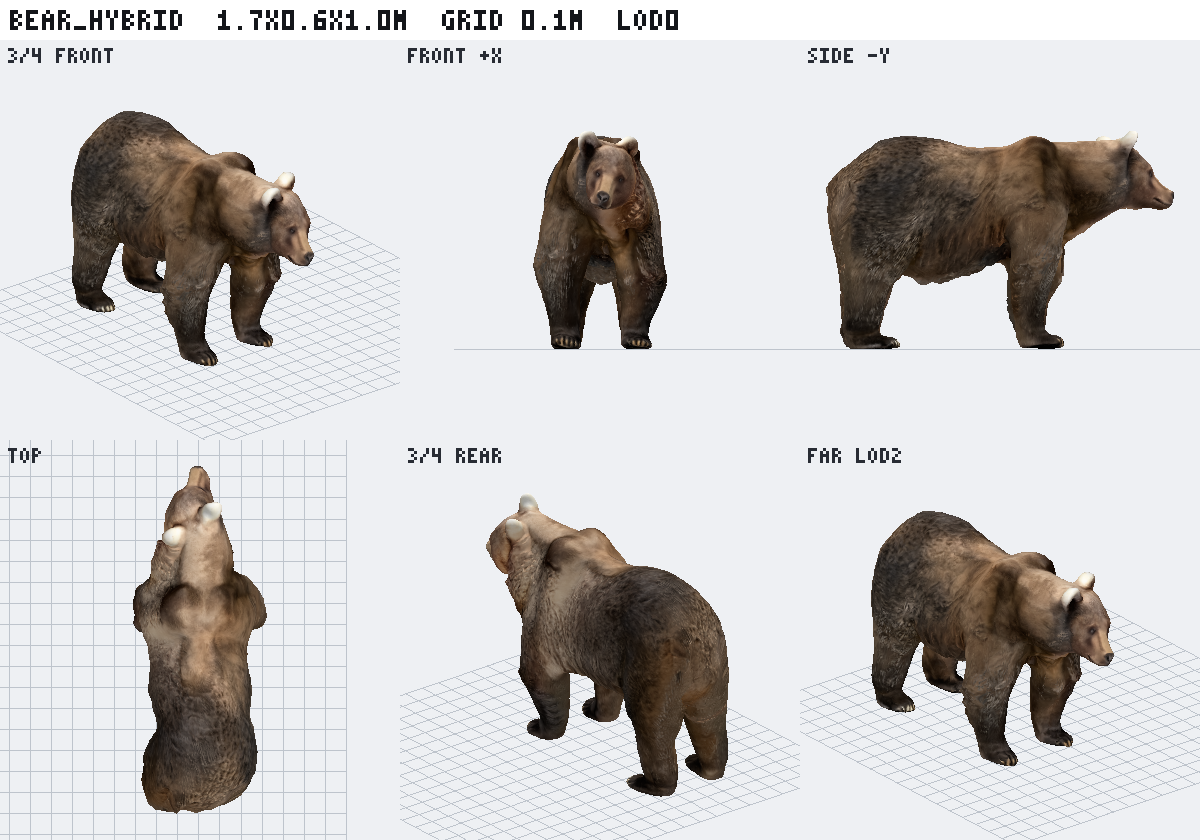 BEAR_HYBRID 1.7X0.6X1.0M GRID 0.1M LOD0
3/4 FRONT
FRONT +X
SIDE -Y
TOP
3/4 REAR
FAR LOD2